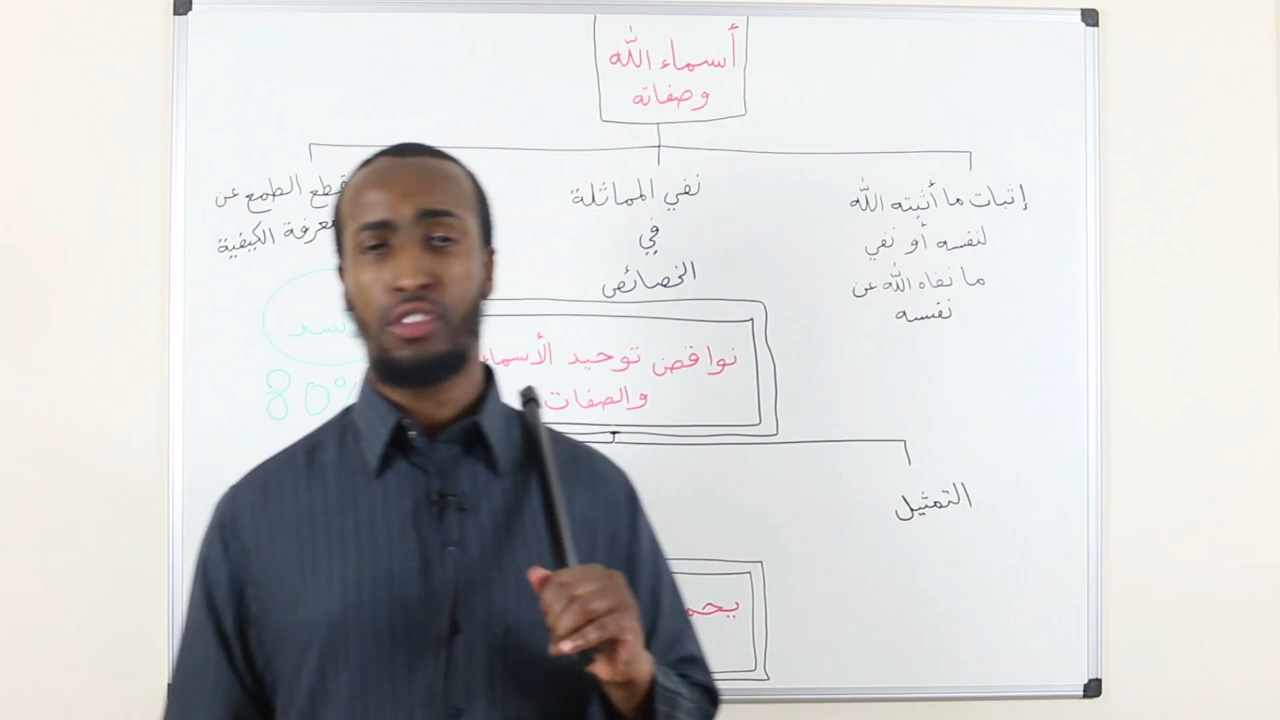 أسماء الله
وصفاته
إثبات ما أثبته الله
لنفسه أو نفي
ما نفاه الله عن
نفسه
نفي المماثلة
في
الخصائص
قطع الطمع عن
معرفة الكيفية
80%
نواقض توحيد الأسماء
والصفات
التمثيل